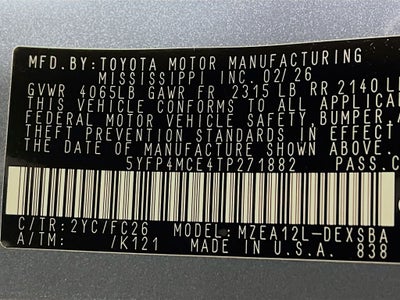 MFD. BY: TOYOTA MOTOR MANUFACTURING
MISSISSIPPI INC. 02/26
GVWR 4065LB GAWR FR 2315 LB RR 2140
THIS VEHICLE CONFORMS TO ALL
FEDERAL MOTOR VEHICLE SAFETY, BUMPER,
THEFT PREVENTION STANDARDS IN EFFECT
THE DATE OF MANUFACTURE SHOWN ABOVE.
5YFP4MCE4TP271882 PASS.
C/TR: 2YC/FC26 MODEL: MZEA12L-DEXSBA
A/TM: /K121 MADE IN U.S.A. 838